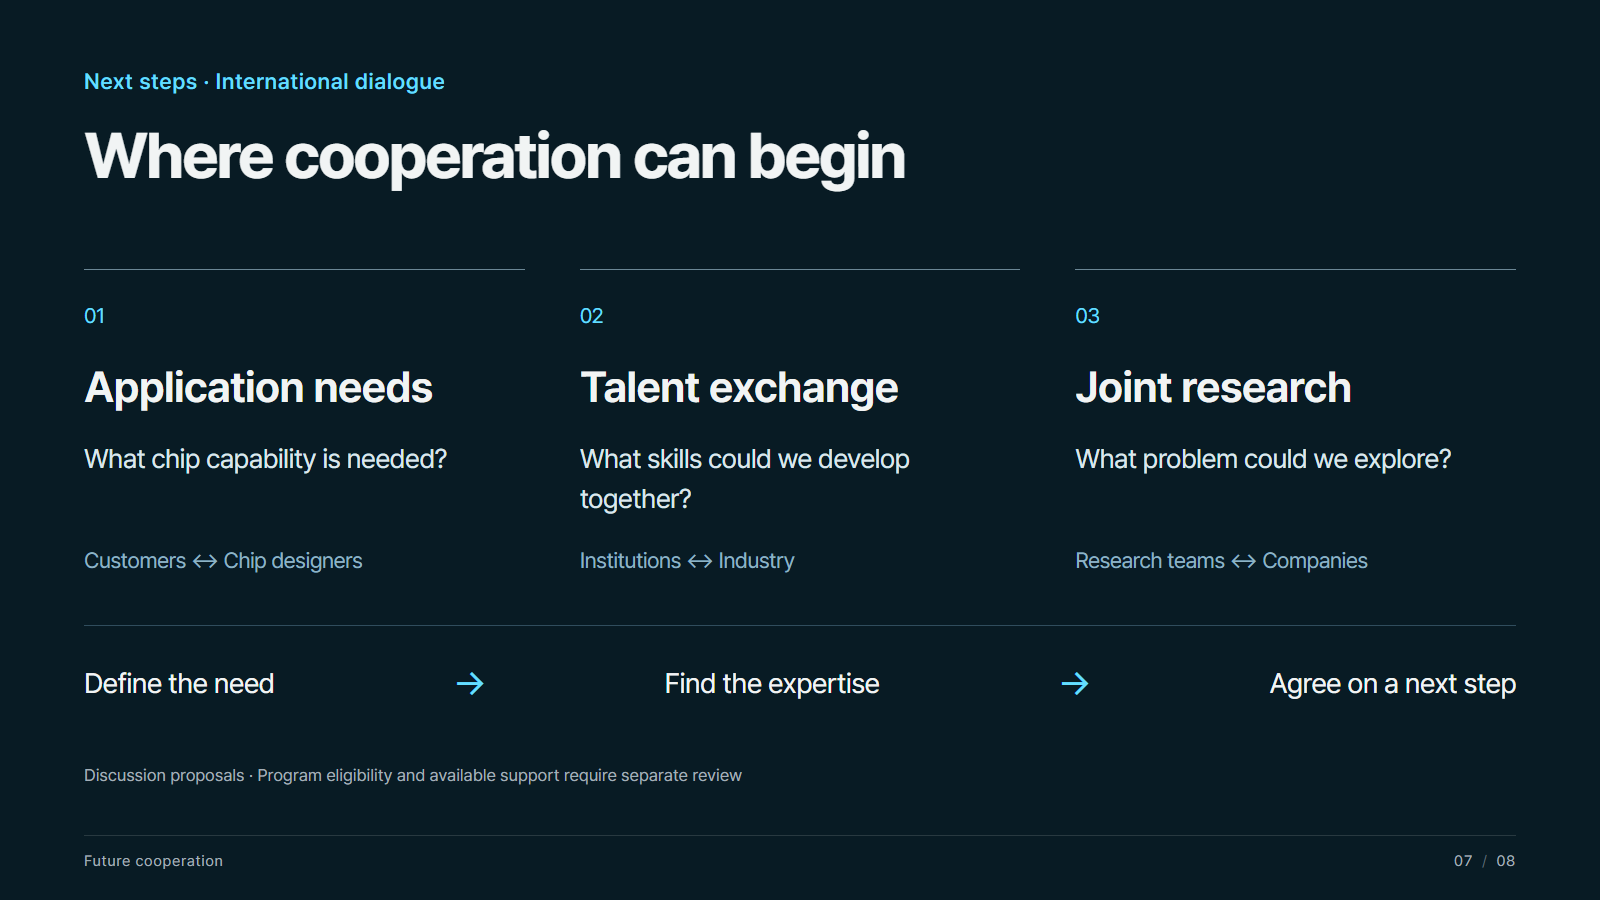 Next steps · International dialogue
Where cooperation can begin
01
Application needs
What chip capability is needed?
Customers ↔ Chip designers
02
Talent exchange
What skills could we develop
together?
Institutions ↔ Industry
03
Joint research
What problem could we explore?
Research teams ↔ Companies
Define the need → Find the expertise → Agree on a next step
Discussion proposals · Program eligibility and available support require separate review
Future cooperation
07 / 08